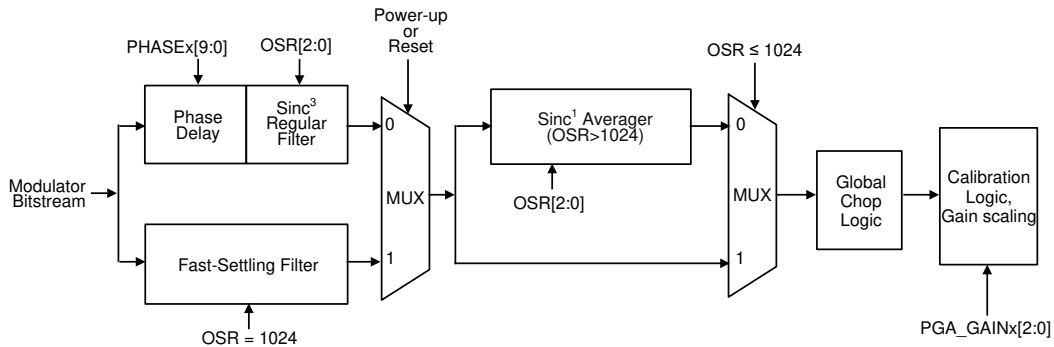 Power-up
or
Reset
PHASEx[9:0]
OSR[2:0]
OSR ≤ 1024
Phase
Delay
Sinc³
Regular
Filter
0
Sinc¹ Averager
(OSR>1024)
0
Modulator
Bitstream
MUX
OSR[2:0]
MUX
Global
Chop
Logic
Calibration
Logic,
Gain scaling
Fast-Settling Filter
1
1
OSR = 1024
PGA_GAINx[2:0]